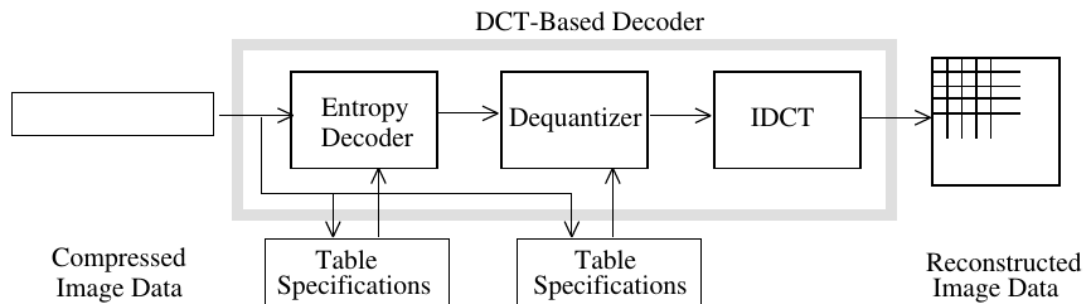 DCT-Based Decoder
Entropy
Decoder
Dequantizer
IDCT
Compressed
Image Data
Table
Specifications
Table
Specifications
Reconstructed
Image Data